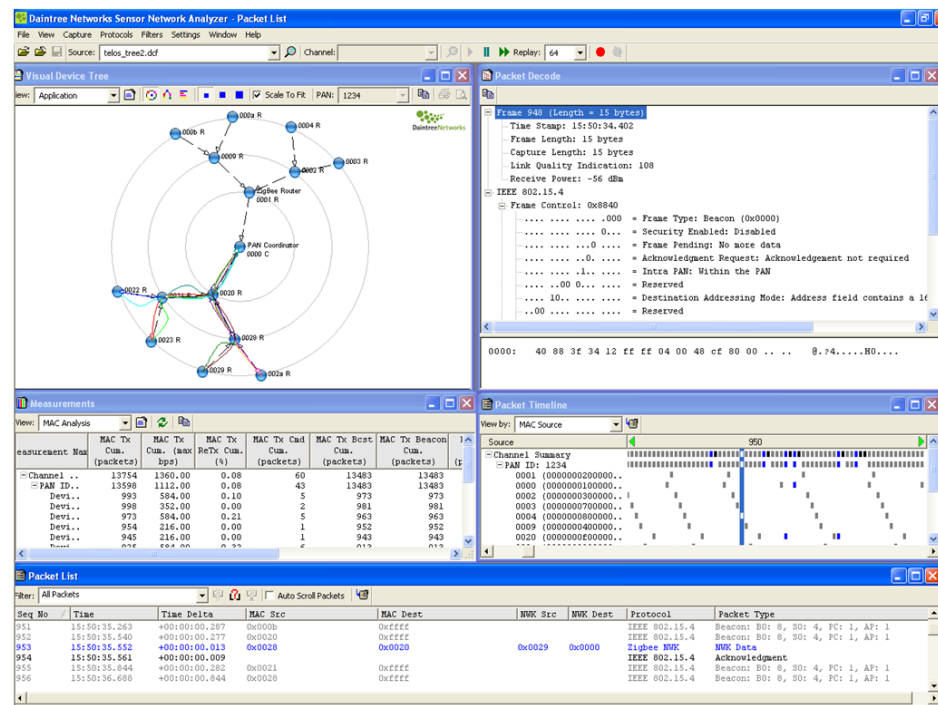 Daintree Networks Sensor Network Analyzer - Packet List
File View Capture Protocols Filters Settings Window Help
Source: telos_tree2.dcf Channel: Replay: 64
Visual Device Tree
View: Application Scale To Fit PAN: 1234
DaintreeNetworks
000a R
000b R
0004 R
0009 R
0003 R
0002 R
ZigBee Router
0001 R
PAN Coordinator
0000 C
0022 R
0020 R
0023 R
0028 R
0029 R
002a R
Packet Decode
Frame 948 (Length = 15 bytes)
Time Stamp: 15:50:34.402
Frame Length: 15 bytes
Capture Length: 15 bytes
Link Quality Indication: 108
Receive Power: -56 dBm
IEEE 802.15.4
Frame Control: 0x8840
.... .... .... .000 = Frame Type: Beacon (0x0000)
.... .... .... 0... = Security Enabled: Disabled
.... .... ...0 .... = Frame Pending: No more data
.... .... ..0. .... = Acknowledgment Request: Acknowledgement not required
.... .... .1.. .... = Intra PAN: Within the PAN
.... ..00 0... .... = Reserved
.... 10.. .... .... = Destination Addressing Mode: Address field contains a 16
..00 .... .... .... = Reserved
0000: 40 88 3f 34 12 ff ff 04 00 48 cf 80 00 .. .. @.?4.....H0....
Measurements
View: MAC Analysis
easurement Nam MAC Tx Cum. (packets) MAC Tx Cum. (max bps) MAC Tx ReTx Cum. (%) MAC Tx Cmd Cum. (packets) MAC Tx Bcst Cum. (packets) MAC Tx Beacon Cum. (packets)
Channel .. 13754 1360.00 0.08 60 13483 13483
PAN ID.. 13598 1112.00 0.08 43 13483 13483
Devi.. 993 584.00 0.10 5 973 973
Devi.. 998 352.00 0.00 2 981 981
Devi.. 973 584.00 0.21 5 963 963
Devi.. 954 216.00 0.00 1 952 952
Devi.. 945 216.00 0.00 1 943 943
Packet Timeline
View by: MAC Source
Source 950
Channel Summary
PAN ID: 1234
0001 (0000000200000..
0000 (0000000100000..
0002 (0000000300000..
0003 (0000000700000..
0004 (0000000800000..
0009 (0000000400000..
0020 (0000000f00000..
Packet List
Filter: All Packets Auto Scroll Packets
Seq No Time Time Delta MAC Src MAC Dest NWK Src NWK Dest Protocol Packet Type
951 15:50:35.263 +00:00:00.287 0x000b 0xffff IEEE 802.15.4 Beacon: BO: 8, SO: 4, PC: 1, AP: 1
952 15:50:35.540 +00:00:00.277 0x0020 0xffff IEEE 802.15.4 Beacon: BO: 8, SO: 4, PC: 1, AP: 1
953 15:50:35.552 +00:00:00.013 0x0028 0x0020 0x0029 0x0000 Zigbee NWK NWK Data
954 15:50:35.561 +00:00:00.009 IEEE 802.15.4 Acknowledgment
955 15:50:35.844 +00:00:00.282 0x0021 0xffff IEEE 802.15.4 Beacon: BO: 8, SO: 4, PC: 1, AP: 1
956 15:50:36.688 +00:00:00.844 0x0028 0xffff IEEE 802.15.4 Beacon: BO: 8, SO: 4, PC: 1, AP: 1